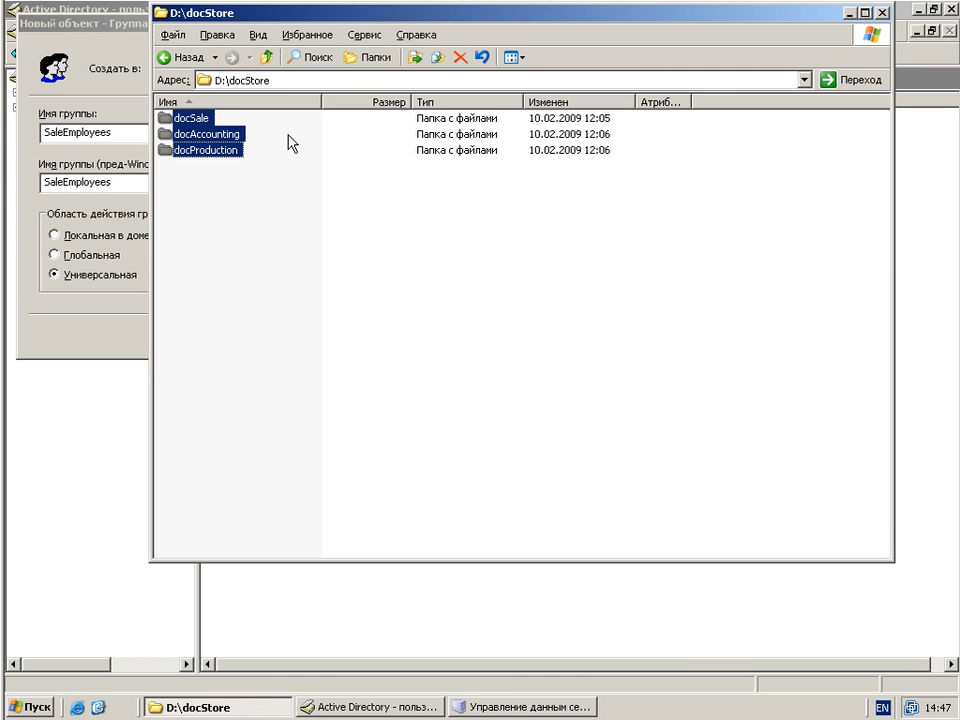 Active Directory - поль
Новый объект - Группа
Создать в:
Имя группы:
SaleEmployees
Имя группы (пред-Winc
SaleEmployees
Область действия гр
Локальная в доме
Глобальная
Универсальная
D:\docStore
Файл Правка Вид Избранное Сервис Справка
Назад Поиск Папки
Адрес: D:\docStore Переход
Имя Размер Тип Изменен Атриб...
docSale Папка с файлами 10.02.2009 12:05
docAccounting Папка с файлами 10.02.2009 12:06
docProduction Папка с файлами 10.02.2009 12:06
Пуск D:\docStore Active Directory - польз... Управление данным се... EN 14:47